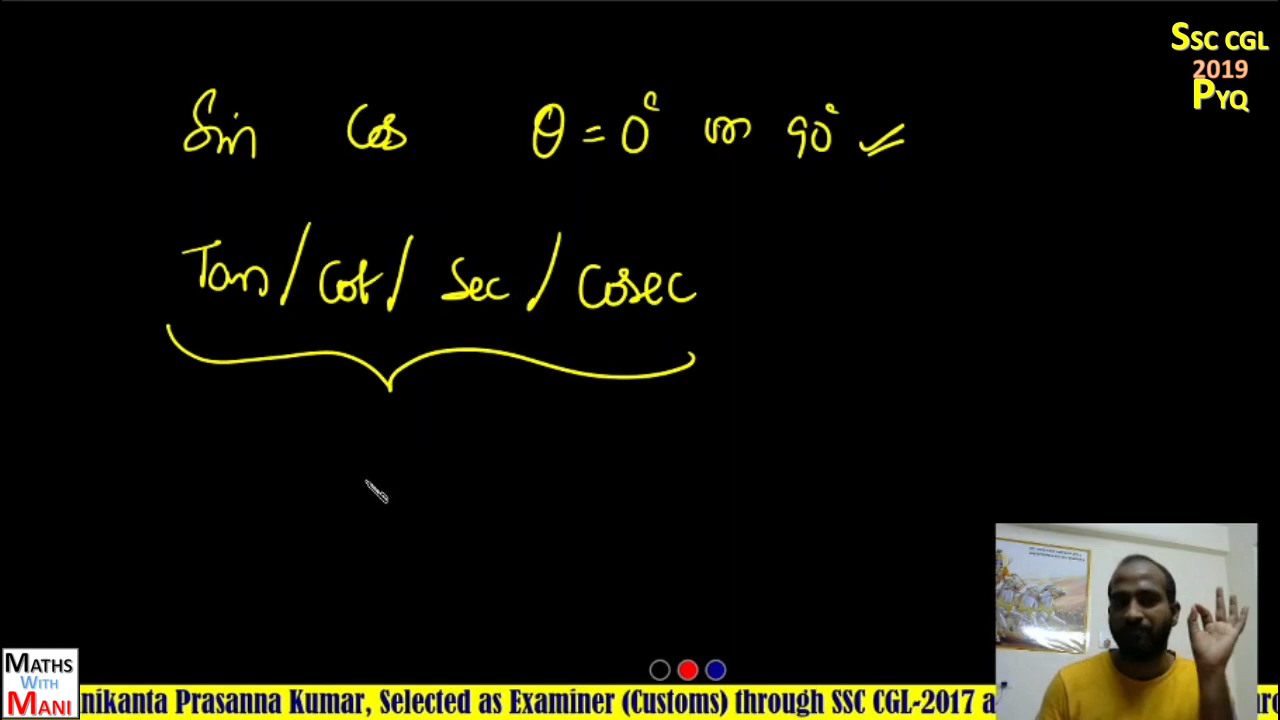 SSC CGL
2019
PYQ
Sin Cos θ = 0° or 90° ✓
Tan / Cot / Sec / Cosec
MATHS
WITH
MANI
nikanta Prasanna Kumar, Selected as Examiner (Customs) through SSC CGL-2017 a